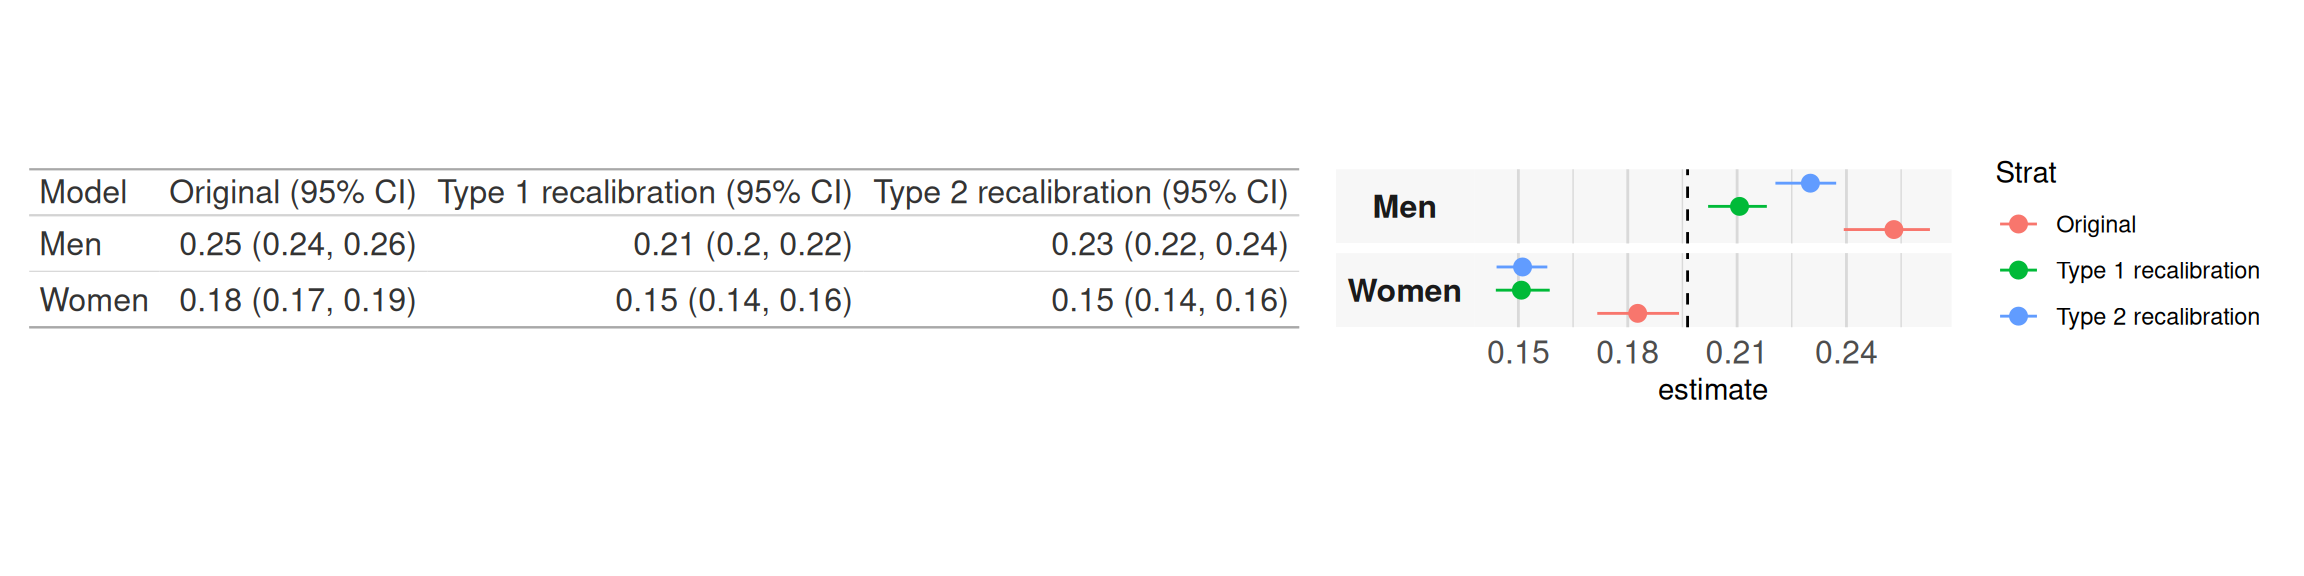 Model Original (95% CI) Type 1 recalibration (95% CI) Type 2 recalibration (95% CI)
Men 0.25 (0.24, 0.26) 0.21 (0.2, 0.22) 0.23 (0.22, 0.24)
Women 0.18 (0.17, 0.19) 0.15 (0.14, 0.16) 0.15 (0.14, 0.16)
Men
Women
0.15 0.18 0.21 0.24
estimate
Strat
Original
Type 1 recalibration
Type 2 recalibration